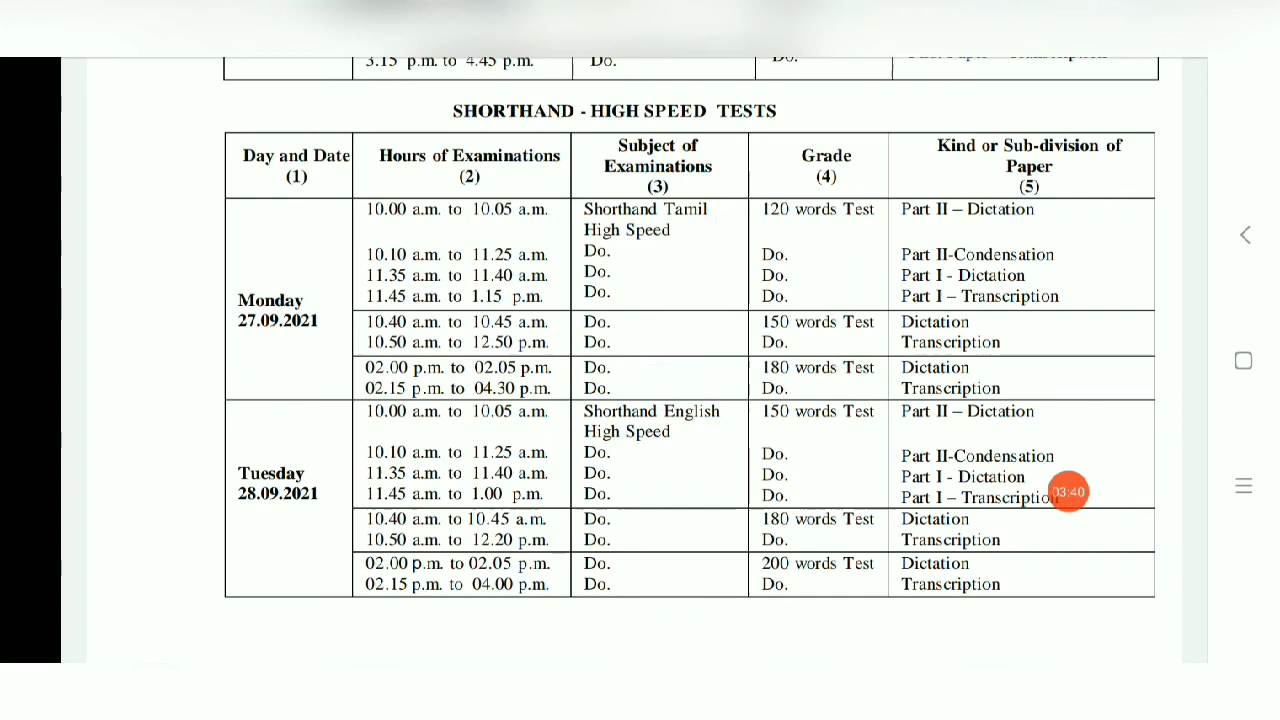 3.15 p.m. to 4.45 p.m. Do. Do.
SHORTHAND - HIGH SPEED TESTS
Day and Date (1) Hours of Examinations (2) Subject of Examinations (3) Grade (4) Kind or Sub-division of Paper (5)
Monday 27.09.2021
10.00 a.m. to 10.05 a.m. Shorthand Tamil High Speed 120 words Test Part II – Dictation
10.10 a.m. to 11.25 a.m. Do. Do. Part II-Condensation
11.35 a.m. to 11.40 a.m. Do. Do. Part I - Dictation
11.45 a.m. to 1.15 p.m. Do. Do. Part I – Transcription
10.40 a.m. to 10.45 a.m. Do. 150 words Test Dictation
10.50 a.m. to 12.50 p.m. Do. Do. Transcription
02.00 p.m. to 02.05 p.m. Do. 180 words Test Dictation
02.15 p.m. to 04.30 p.m. Do. Do. Transcription
Tuesday 28.09.2021
10.00 a.m. to 10.05 a.m. Shorthand English High Speed 150 words Test Part II – Dictation
10.10 a.m. to 11.25 a.m. Do. Do. Part II-Condensation
11.35 a.m. to 11.40 a.m. Do. Do. Part I - Dictation
11.45 a.m. to 1.00 p.m. Do. Do. Part I – Transcription
03:40
10.40 a.m. to 10.45 a.m. Do. 180 words Test Dictation
10.50 a.m. to 12.20 p.m. Do. Do. Transcription
02.00 p.m. to 02.05 p.m. Do. 200 words Test Dictation
02.15 p.m. to 04.00 p.m. Do. Do. Transcription